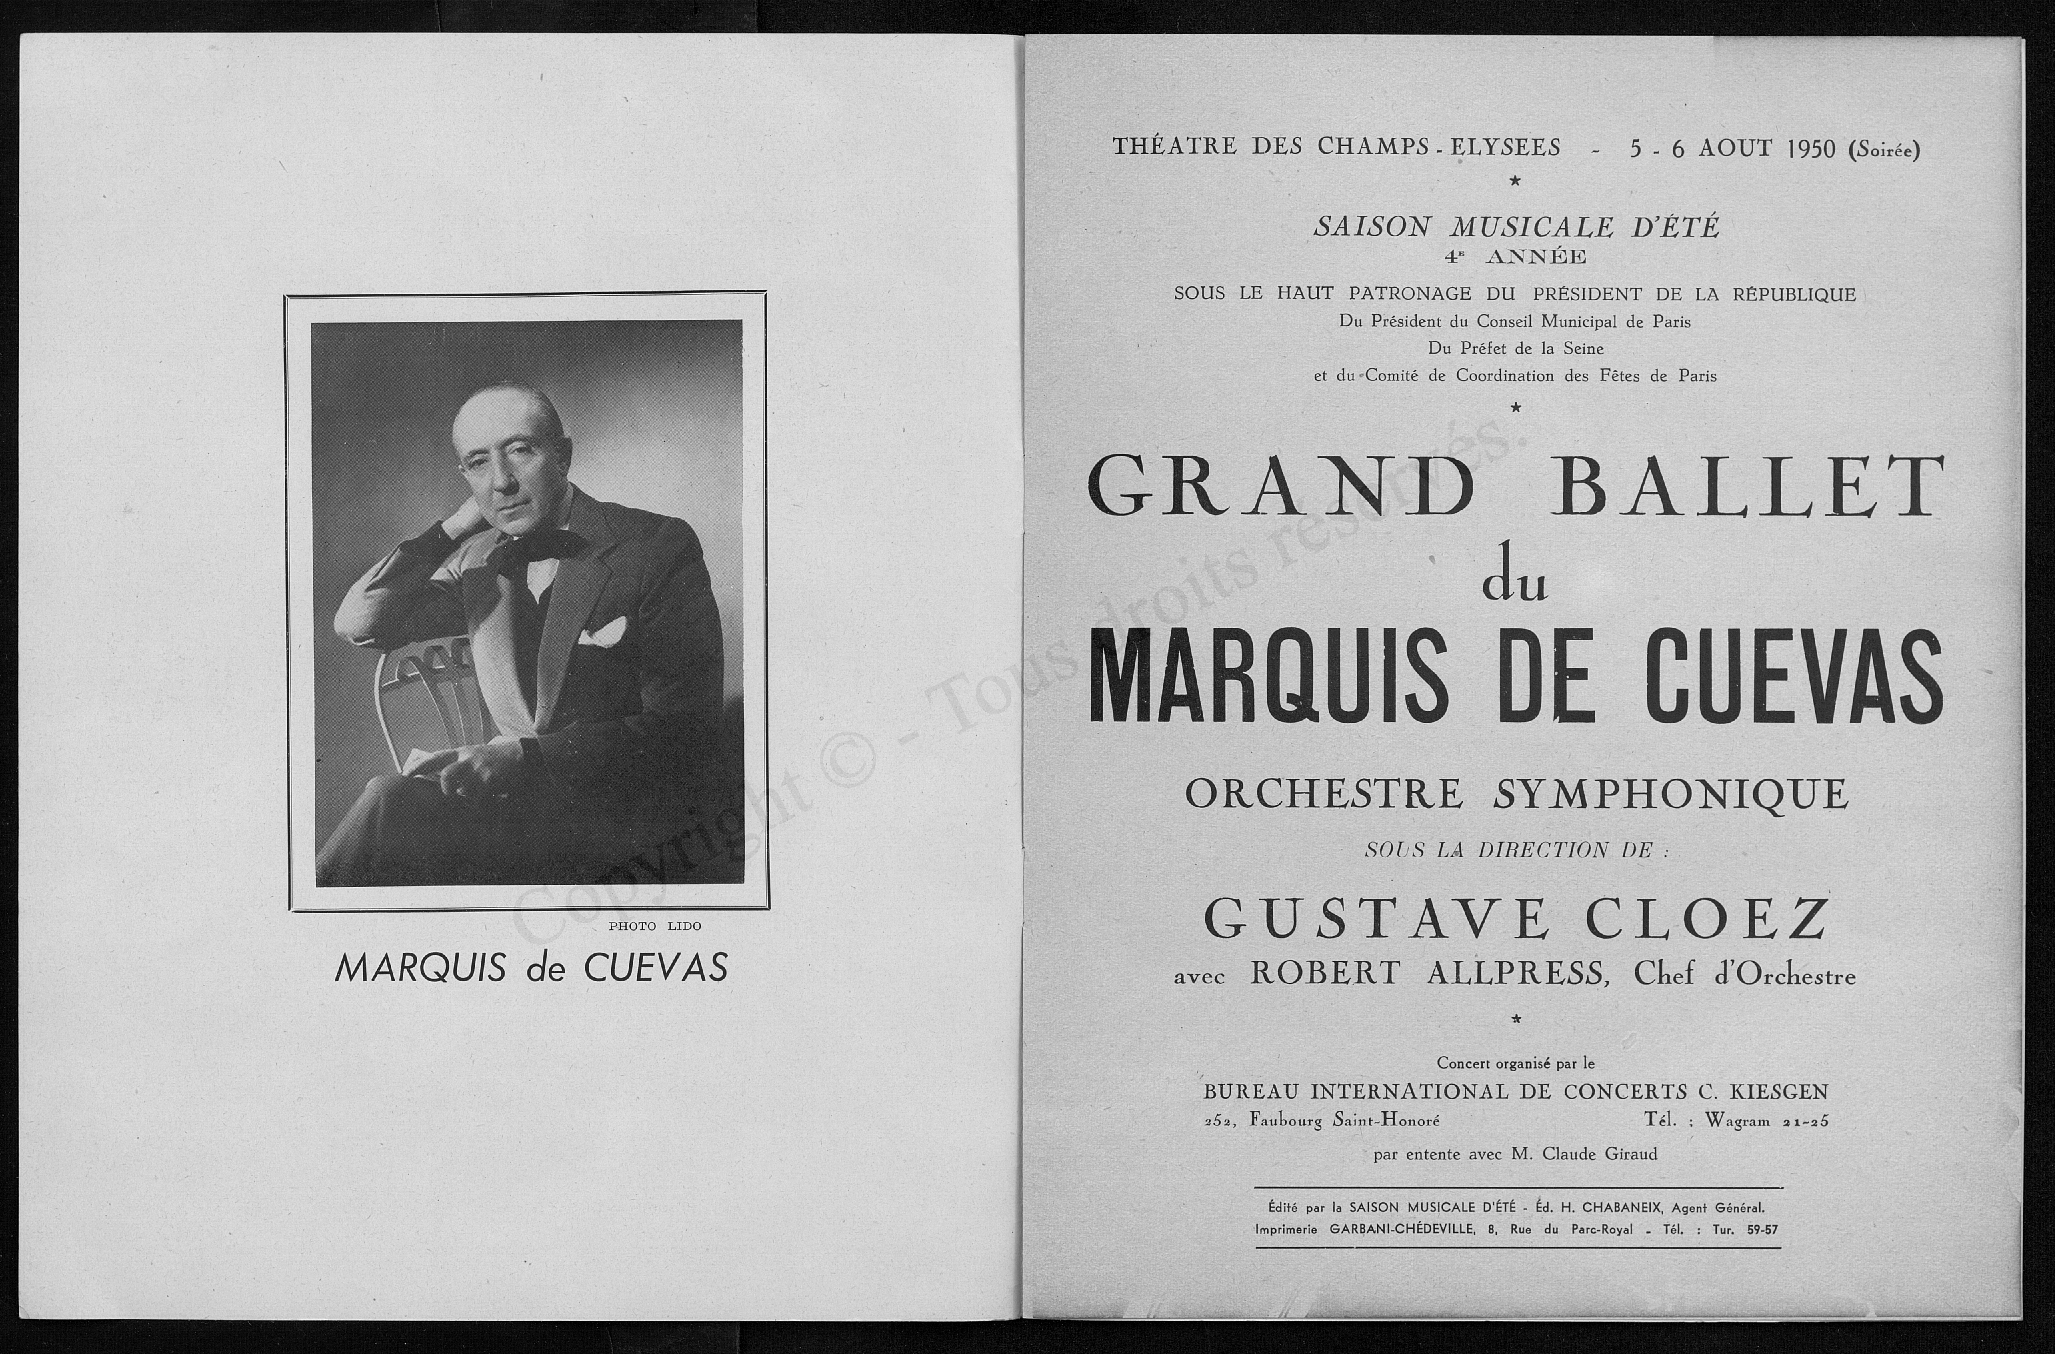 PHOTO LIDO
MARQUIS de CUEVAS
THÉATRE DES CHAMPS-ELYSEES - 5-6 AOUT 1950 (Soirée)
★
SAISON MUSICALE D'ÉTÉ
4ᴱ ANNÉE
SOUS LE HAUT PATRONAGE DU PRÉSIDENT DE LA RÉPUBLIQUE
Du Président du Conseil Municipal de Paris
Du Préfet de la Seine
et du Comité de Coordination des Fêtes de Paris
★
GRAND BALLET
du
MARQUIS DE CUEVAS
ORCHESTRE SYMPHONIQUE
SOUS LA DIRECTION DE :
GUSTAVE CLOEZ
avec ROBERT ALLPRESS, Chef d'Orchestre
★
Concert organisé par le
BUREAU INTERNATIONAL DE CONCERTS C. KIESGEN
252, Faubourg Saint-Honoré Tél. : Wagram 21-25
par entente avec M. Claude Giraud
Édité par la SAISON MUSICALE D'ÉTÉ - Éd. H. CHABANEIX, Agent Général.
Imprimerie GARBANI-CHÉDEVILLE, 8, Rue du Parc-Royal - Tél. : Tur. 59-57
Copyright © - Tous droits réservés.